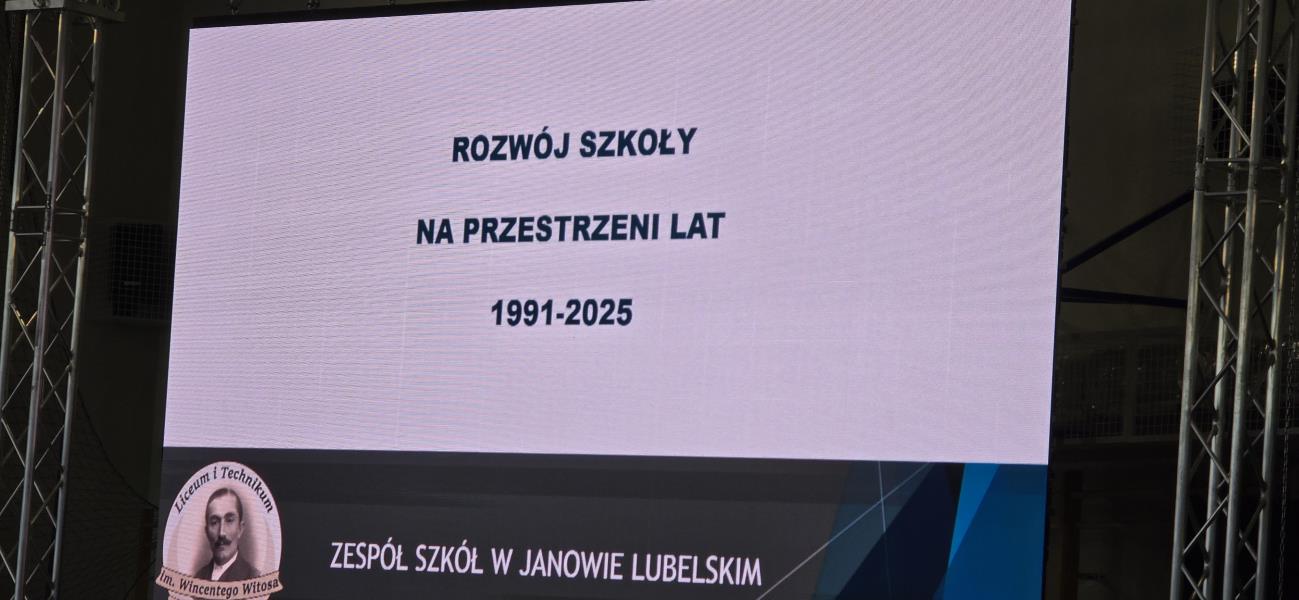 ROZWÓJ SZKOŁY
NA PRZESTRZENI LAT
1991-2025
Liceum i Technikum
Im. Wincentego Witosa
ZESPÓŁ SZKÓŁ W JANOWIE LUBELSKIM